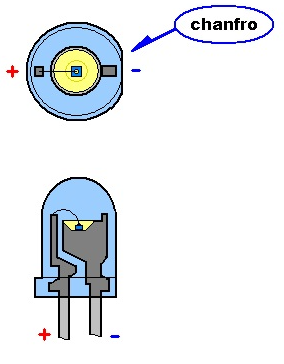 chanfro
+ -
+ -